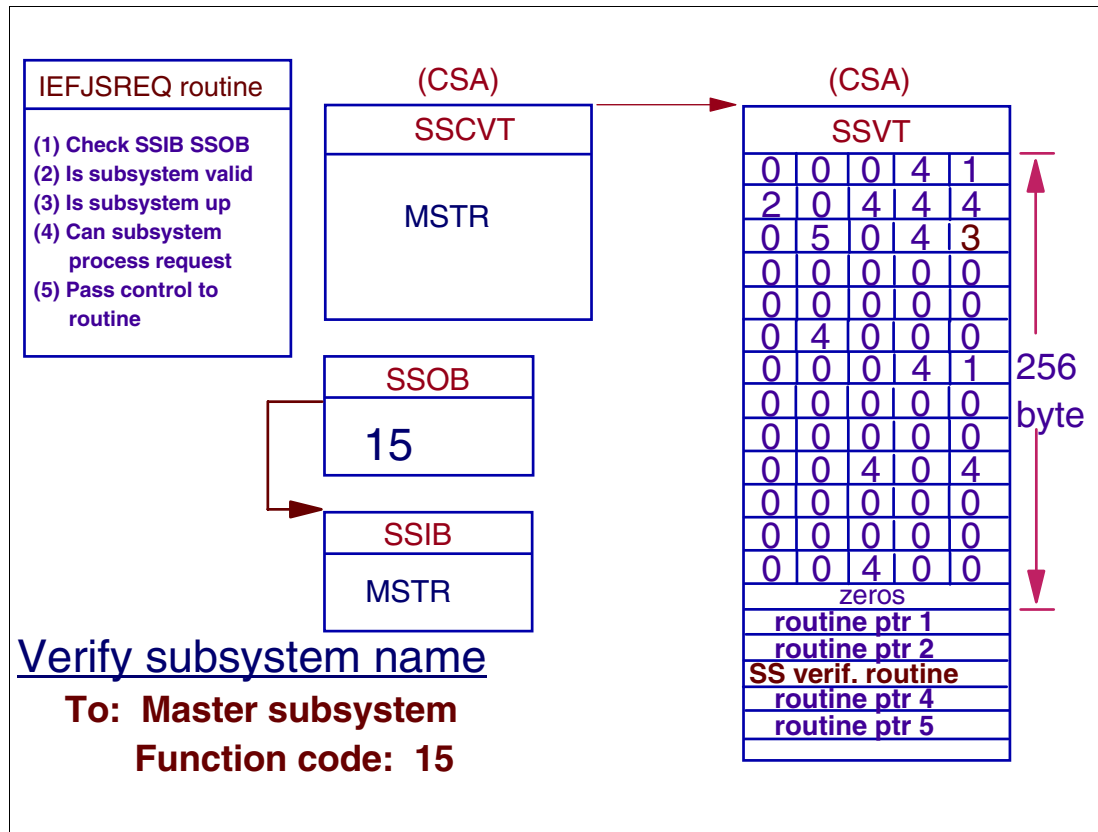 IEFJSREQ routine
(1) Check SSIB SSOB
(2) Is subsystem valid
(3) Is subsystem up
(4) Can subsystem
process request
(5) Pass control to
routine
(CSA)
SSCVT
MSTR
SSOB
15
SSIB
MSTR
Verify subsystem name
To: Master subsystem
Function code: 15
(CSA)
SSVT
0 0 0 4 1
2 0 4 4 4
0 5 0 4 3
0 0 0 0 0
0 0 0 0 0
0 4 0 0 0
0 0 0 4 1
0 0 0 0 0
0 0 0 0 0
0 0 4 0 4
0 0 0 0 0
0 0 0 0 0
0 0 4 0 0
zeros
routine ptr 1
routine ptr 2
SS verif. routine
routine ptr 4
routine ptr 5
256
byte